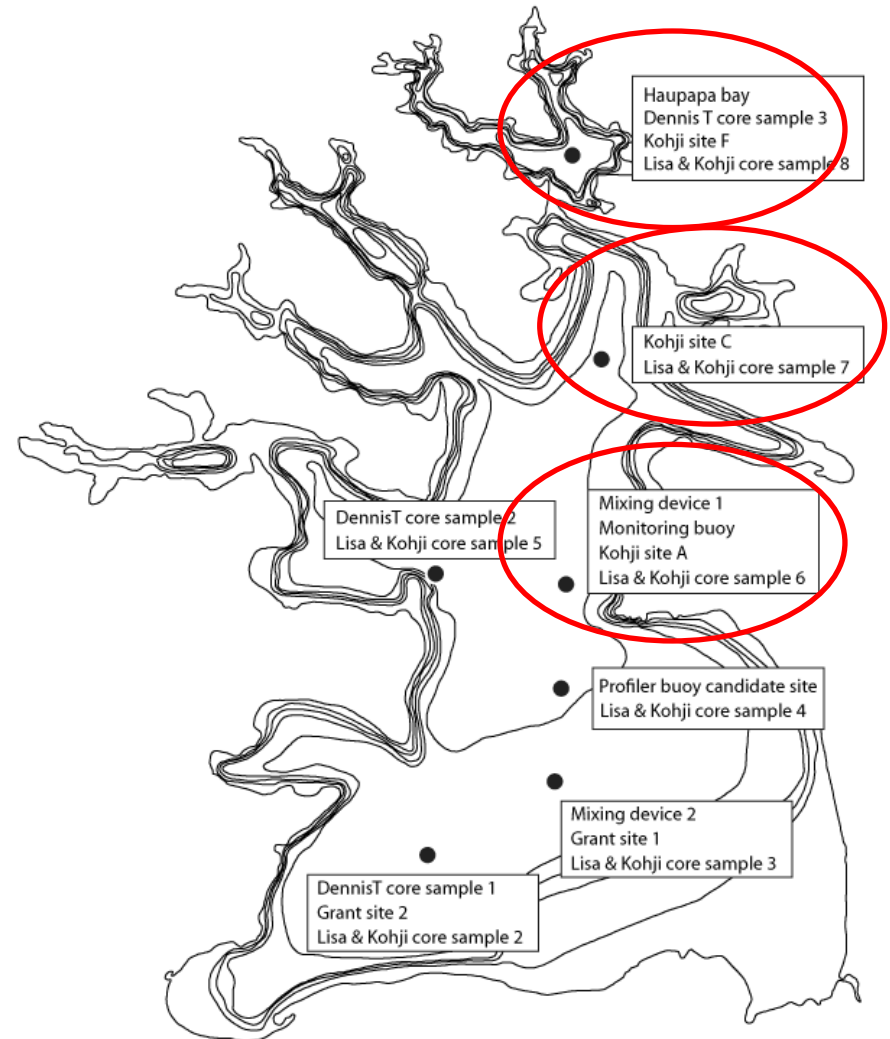 Haupapa bay
Dennis T core sample 3
Kohji site F
Lisa & Kohji core sample 8
Kohji site C
Lisa & Kohji core sample 7
Mixing device 1
Monitoring buoy
Kohji site A
Lisa & Kohji core sample 6
DennisT core sample 2
Lisa & Kohji core sample 5
Profiler buoy candidate site
Lisa & Kohji core sample 4
Mixing device 2
Grant site 1
Lisa & Kohji core sample 3
DennisT core sample 1
Grant site 2
Lisa & Kohji core sample 2